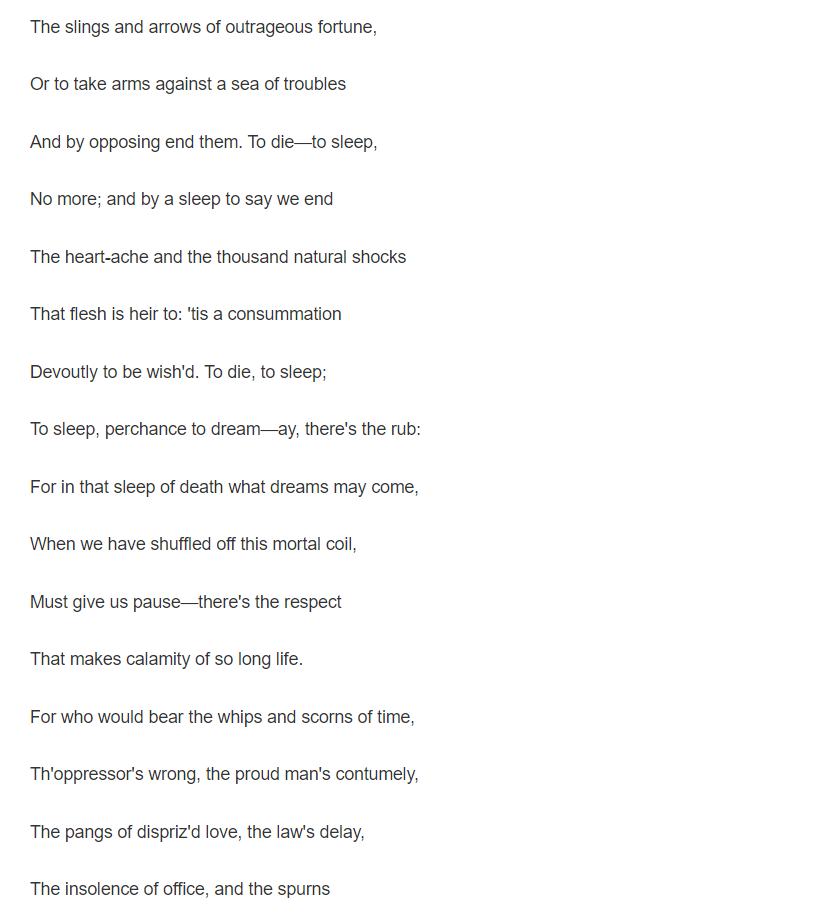 The slings and arrows of outrageous fortune,
Or to take arms against a sea of troubles
And by opposing end them. To die—to sleep,
No more; and by a sleep to say we end
The heart-ache and the thousand natural shocks
That flesh is heir to: 'tis a consummation
Devoutly to be wish'd. To die, to sleep;
To sleep, perchance to dream—ay, there's the rub:
For in that sleep of death what dreams may come,
When we have shuffled off this mortal coil,
Must give us pause—there's the respect
That makes calamity of so long life.
For who would bear the whips and scorns of time,
Th'oppressor's wrong, the proud man's contumely,
The pangs of dispriz'd love, the law's delay,
The insolence of office, and the spurns